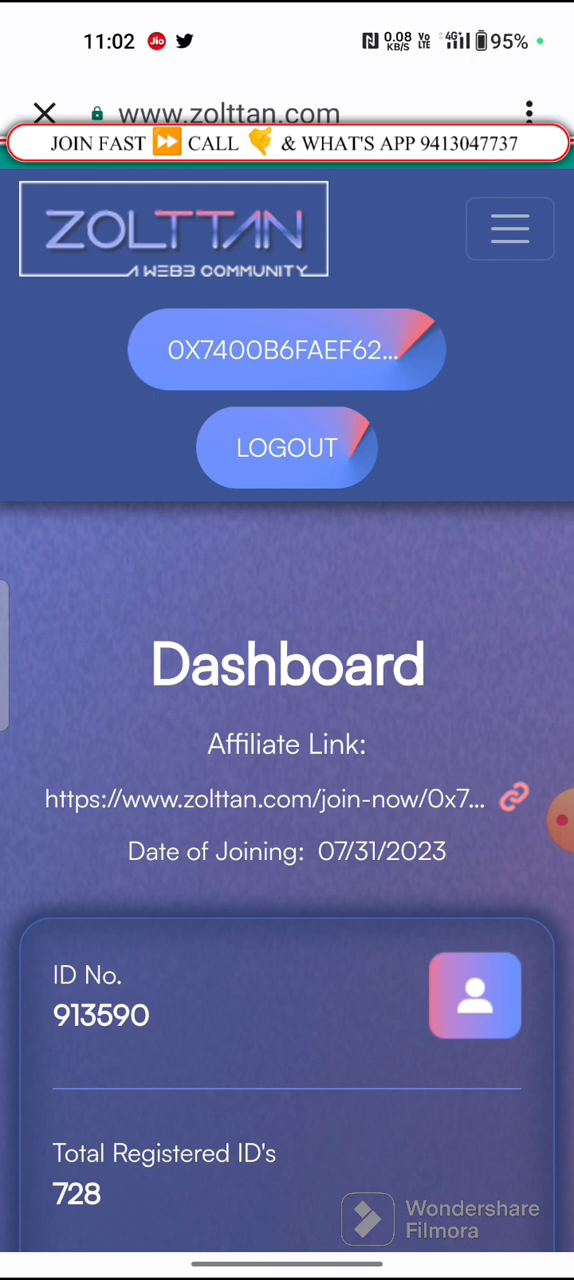 11:02 Jio 0.08 KB/S Vo LTE 4G+ 95%
www.zolttan.com
JOIN FAST ⏩ CALL 🤙 & WHAT'S APP 9413047737
ZOLTTAN
A WEB3 COMMUNITY
0X7400B6FAEF62...
LOGOUT
Dashboard
Affiliate Link:
https://www.zolttan.com/join-now/0x7...
Date of Joining: 07/31/2023
ID No.
913590
Total Registered ID's
728
Wondershare
Filmora